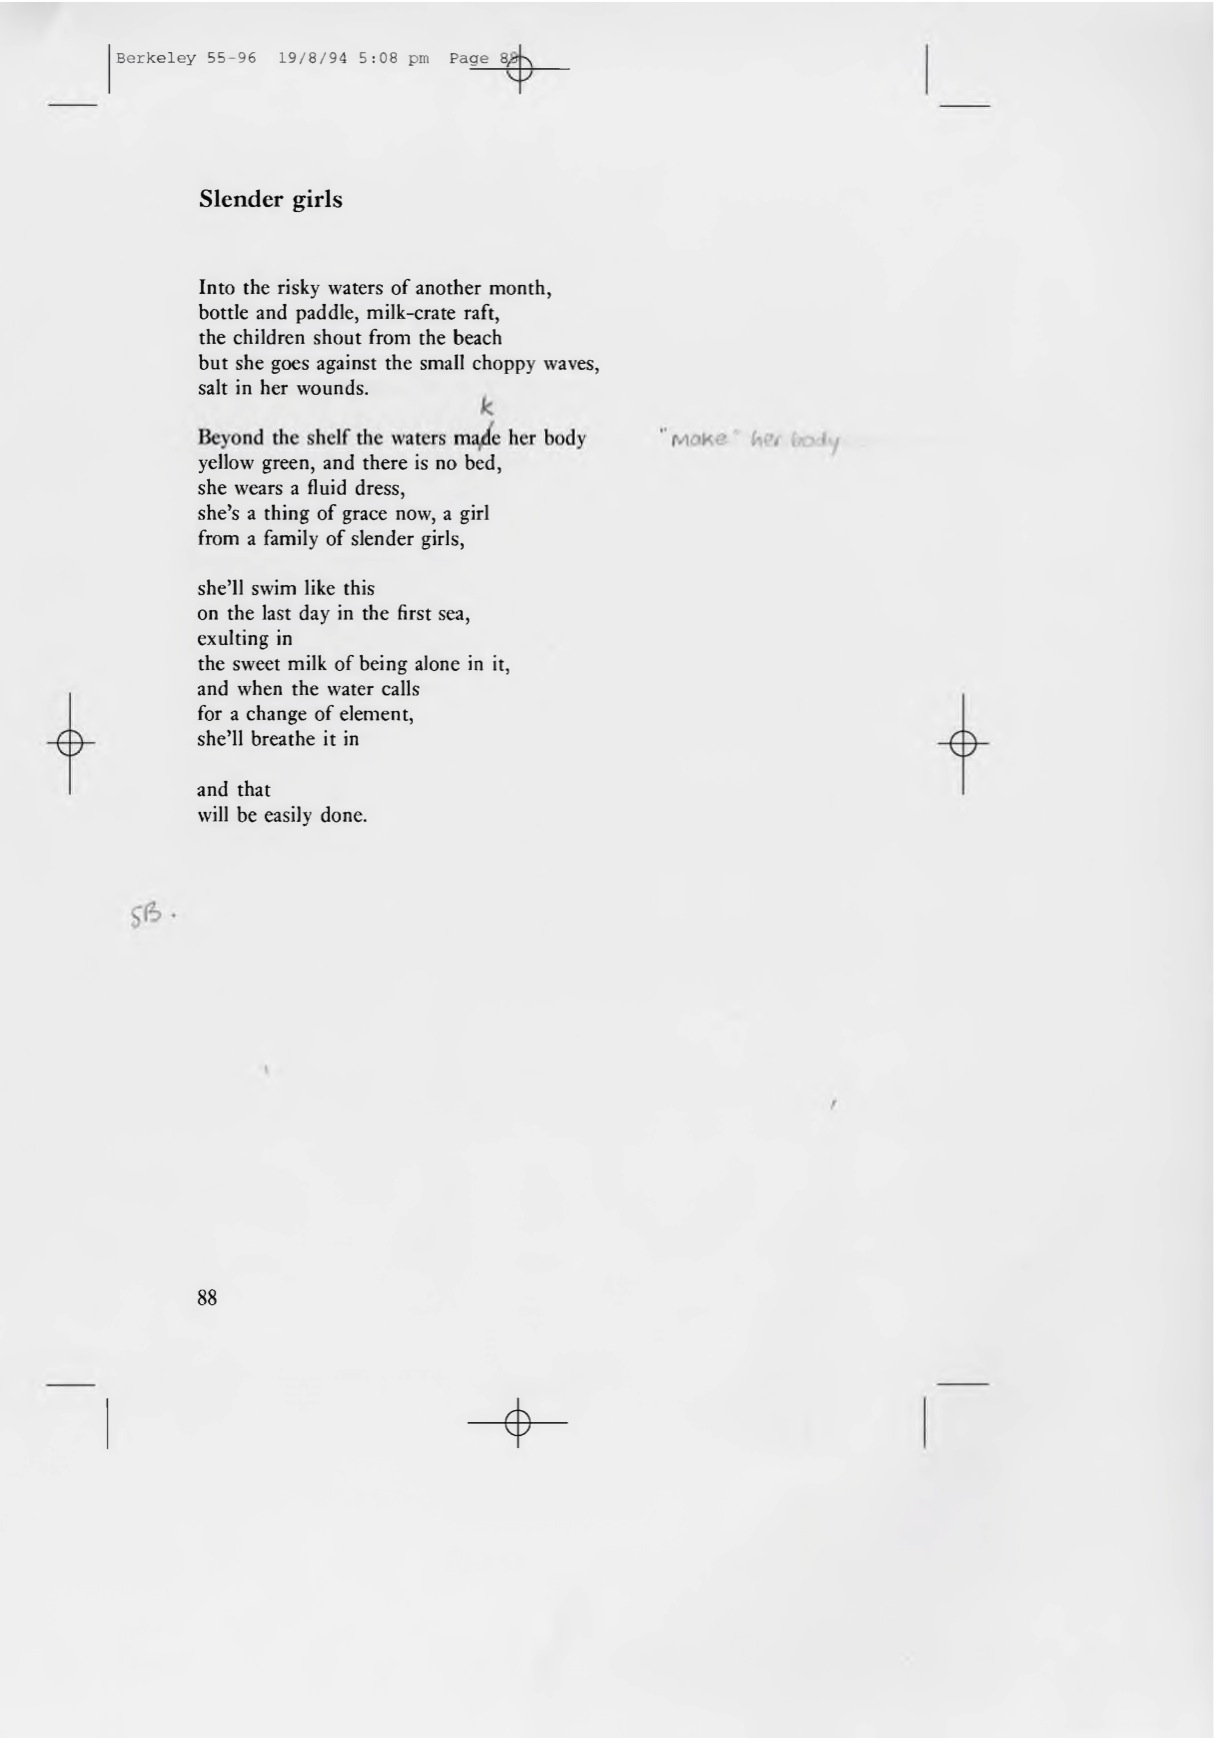 Berkeley 55-96 19/8/94 5:08 pm Page 88
Slender girls
Into the risky waters of another month,
bottle and paddle, milk-crate raft,
the children shout from the beach
but she goes against the small choppy waves,
salt in her wounds.
k
Beyond the shelf the waters made her body "make" her body
yellow green, and there is no bed,
she wears a fluid dress,
she's a thing of grace now, a girl
from a family of slender girls,
she'll swim like this
on the last day in the first sea,
exulting in
the sweet milk of being alone in it,
and when the water calls
for a change of element,
she'll breathe it in
and that
will be easily done.
SB.
88